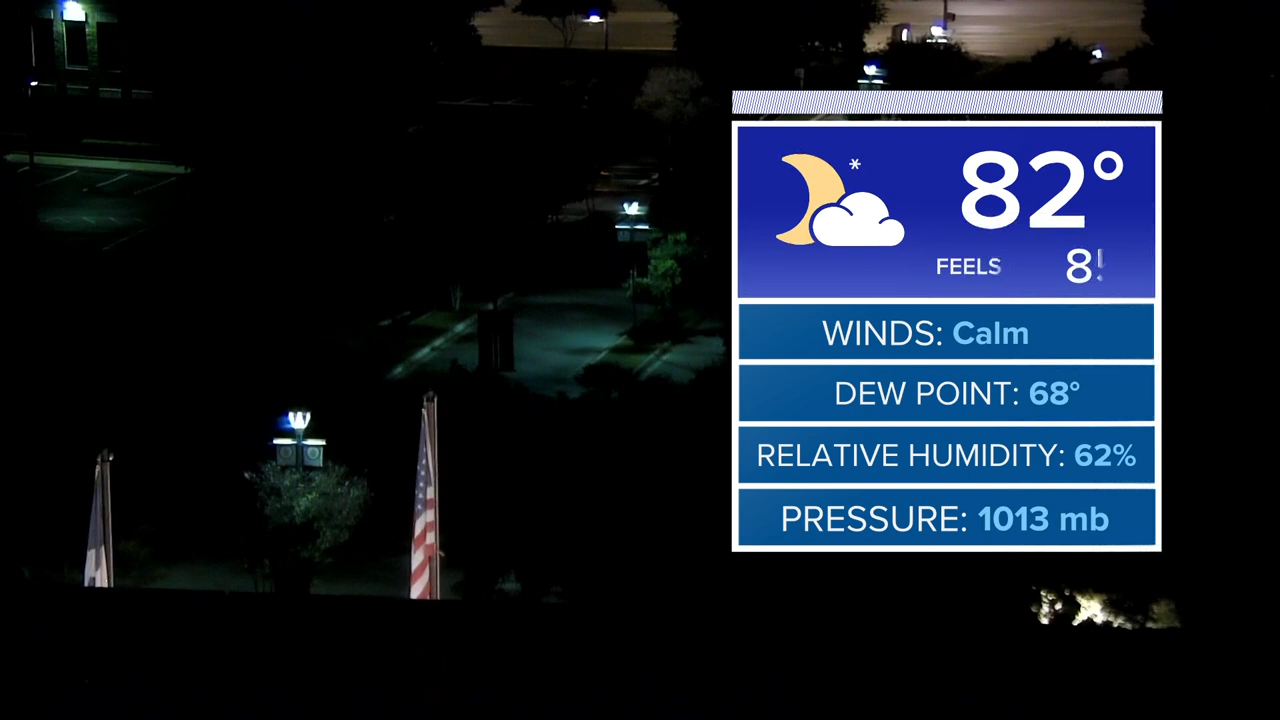 82°
FEELS
WINDS: Calm
DEW POINT: 68°
RELATIVE HUMIDITY: 62%
PRESSURE: 1013 mb